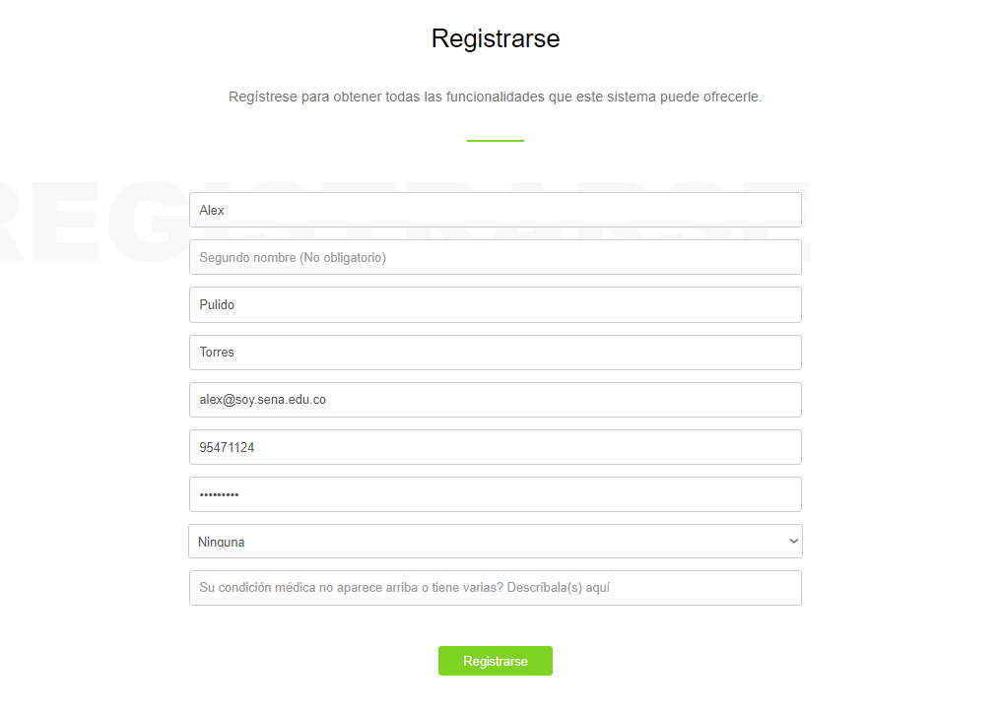 Registrarse
Regístrese para obtener todas las funcionalidades que este sistema puede ofrecerle.
REGISTRARSE
Alex
Segundo nombre (No obligatorio)
Pulido
Torres
alex@soy.sena.edu.co
95471124
•••••••••
Ninguna
Su condición médica no aparece arriba o tiene varias? Descríbala(s) aquí
Registrarse